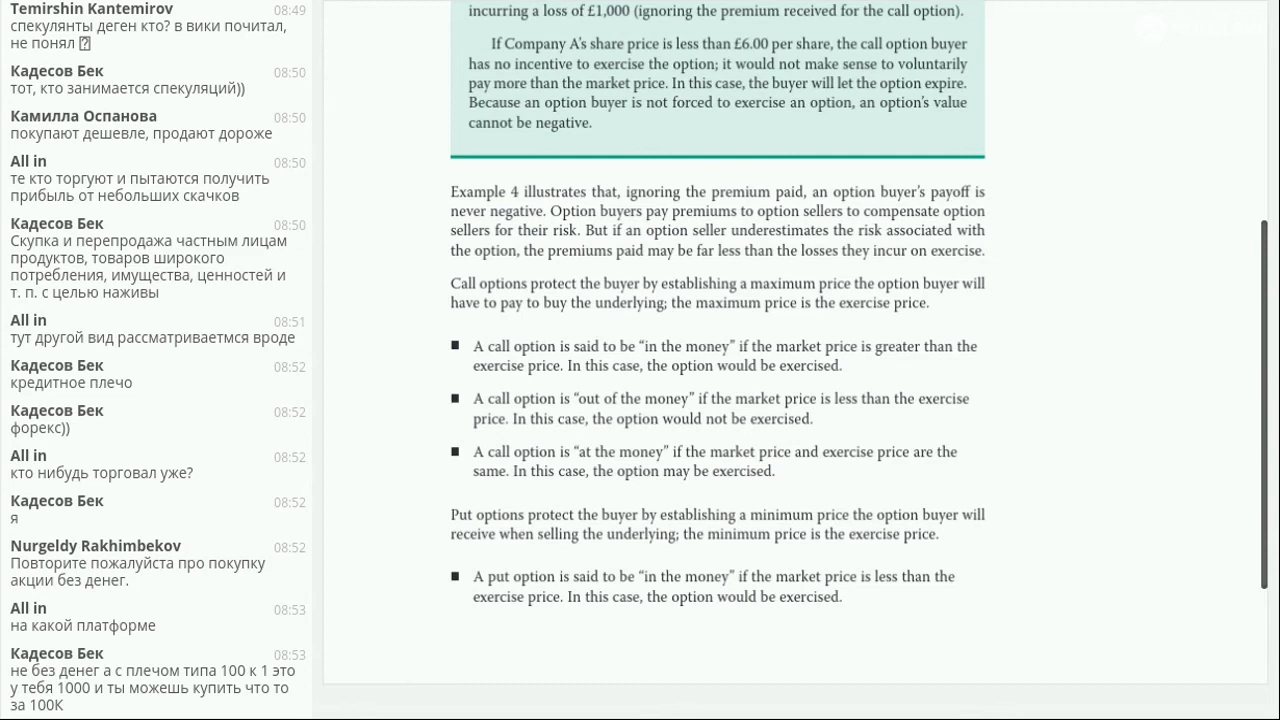 Temirshin Kantemirov 08:49
спекулянты деген кто? в вики почитал,
не понял
Кадесов Бек 08:50
тот, кто занимается спекуляций))
Камилла Оспанова 08:50
покупают дешевле, продают дороже
All in 08:50
те кто торгуют и пытаются получить
прибыль от небольших скачков
Кадесов Бек 08:50
Скупка и перепродажа частным лицам
продуктов, товаров широкого
потребления, имущества, ценностей и
т. п. с целью наживы
All in 08:51
тут другой вид рассматриваетмся вроде
Кадесов Бек 08:52
кредитное плечо
Кадесов Бек 08:52
форекс))
All in 08:52
кто нибудь торговал уже?
Кадесов Бек 08:52
я
Nurgeldy Rakhimbekov 08:52
Повторите пожалуйста про покупку
акции без денег.
All in 08:53
на какой платформе
Кадесов Бек 08:53
не без денег а с плечом типа 100 к 1 это
у тебя 1000 и ты можешь купить что то
за 100К
incurring a loss of £1,000 (ignoring the premium received for the call option).
If Company A's share price is less than £6.00 per share, the call option buyer
has no incentive to exercise the option; it would not make sense to voluntarily
pay more than the market price. In this case, the buyer will let the option expire.
Because an option buyer is not forced to exercise an option, an option's value
cannot be negative.
Example 4 illustrates that, ignoring the premium paid, an option buyer's payoff is
never negative. Option buyers pay premiums to option sellers to compensate option
sellers for their risk. But if an option seller underestimates the risk associated with
the option, the premiums paid may be far less than the losses they incur on exercise.
Call options protect the buyer by establishing a maximum price the option buyer will
have to pay to buy the underlying; the maximum price is the exercise price.
■ A call option is said to be “in the money” if the market price is greater than the
exercise price. In this case, the option would be exercised.
■ A call option is “out of the money” if the market price is less than the exercise
price. In this case, the option would not be exercised.
■ A call option is “at the money” if the market price and exercise price are the
same. In this case, the option may be exercised.
Put options protect the buyer by establishing a minimum price the option buyer will
receive when selling the underlying; the minimum price is the exercise price.
■ A put option is said to be “in the money” if the market price is less than the
exercise price. In this case, the option would be exercised.